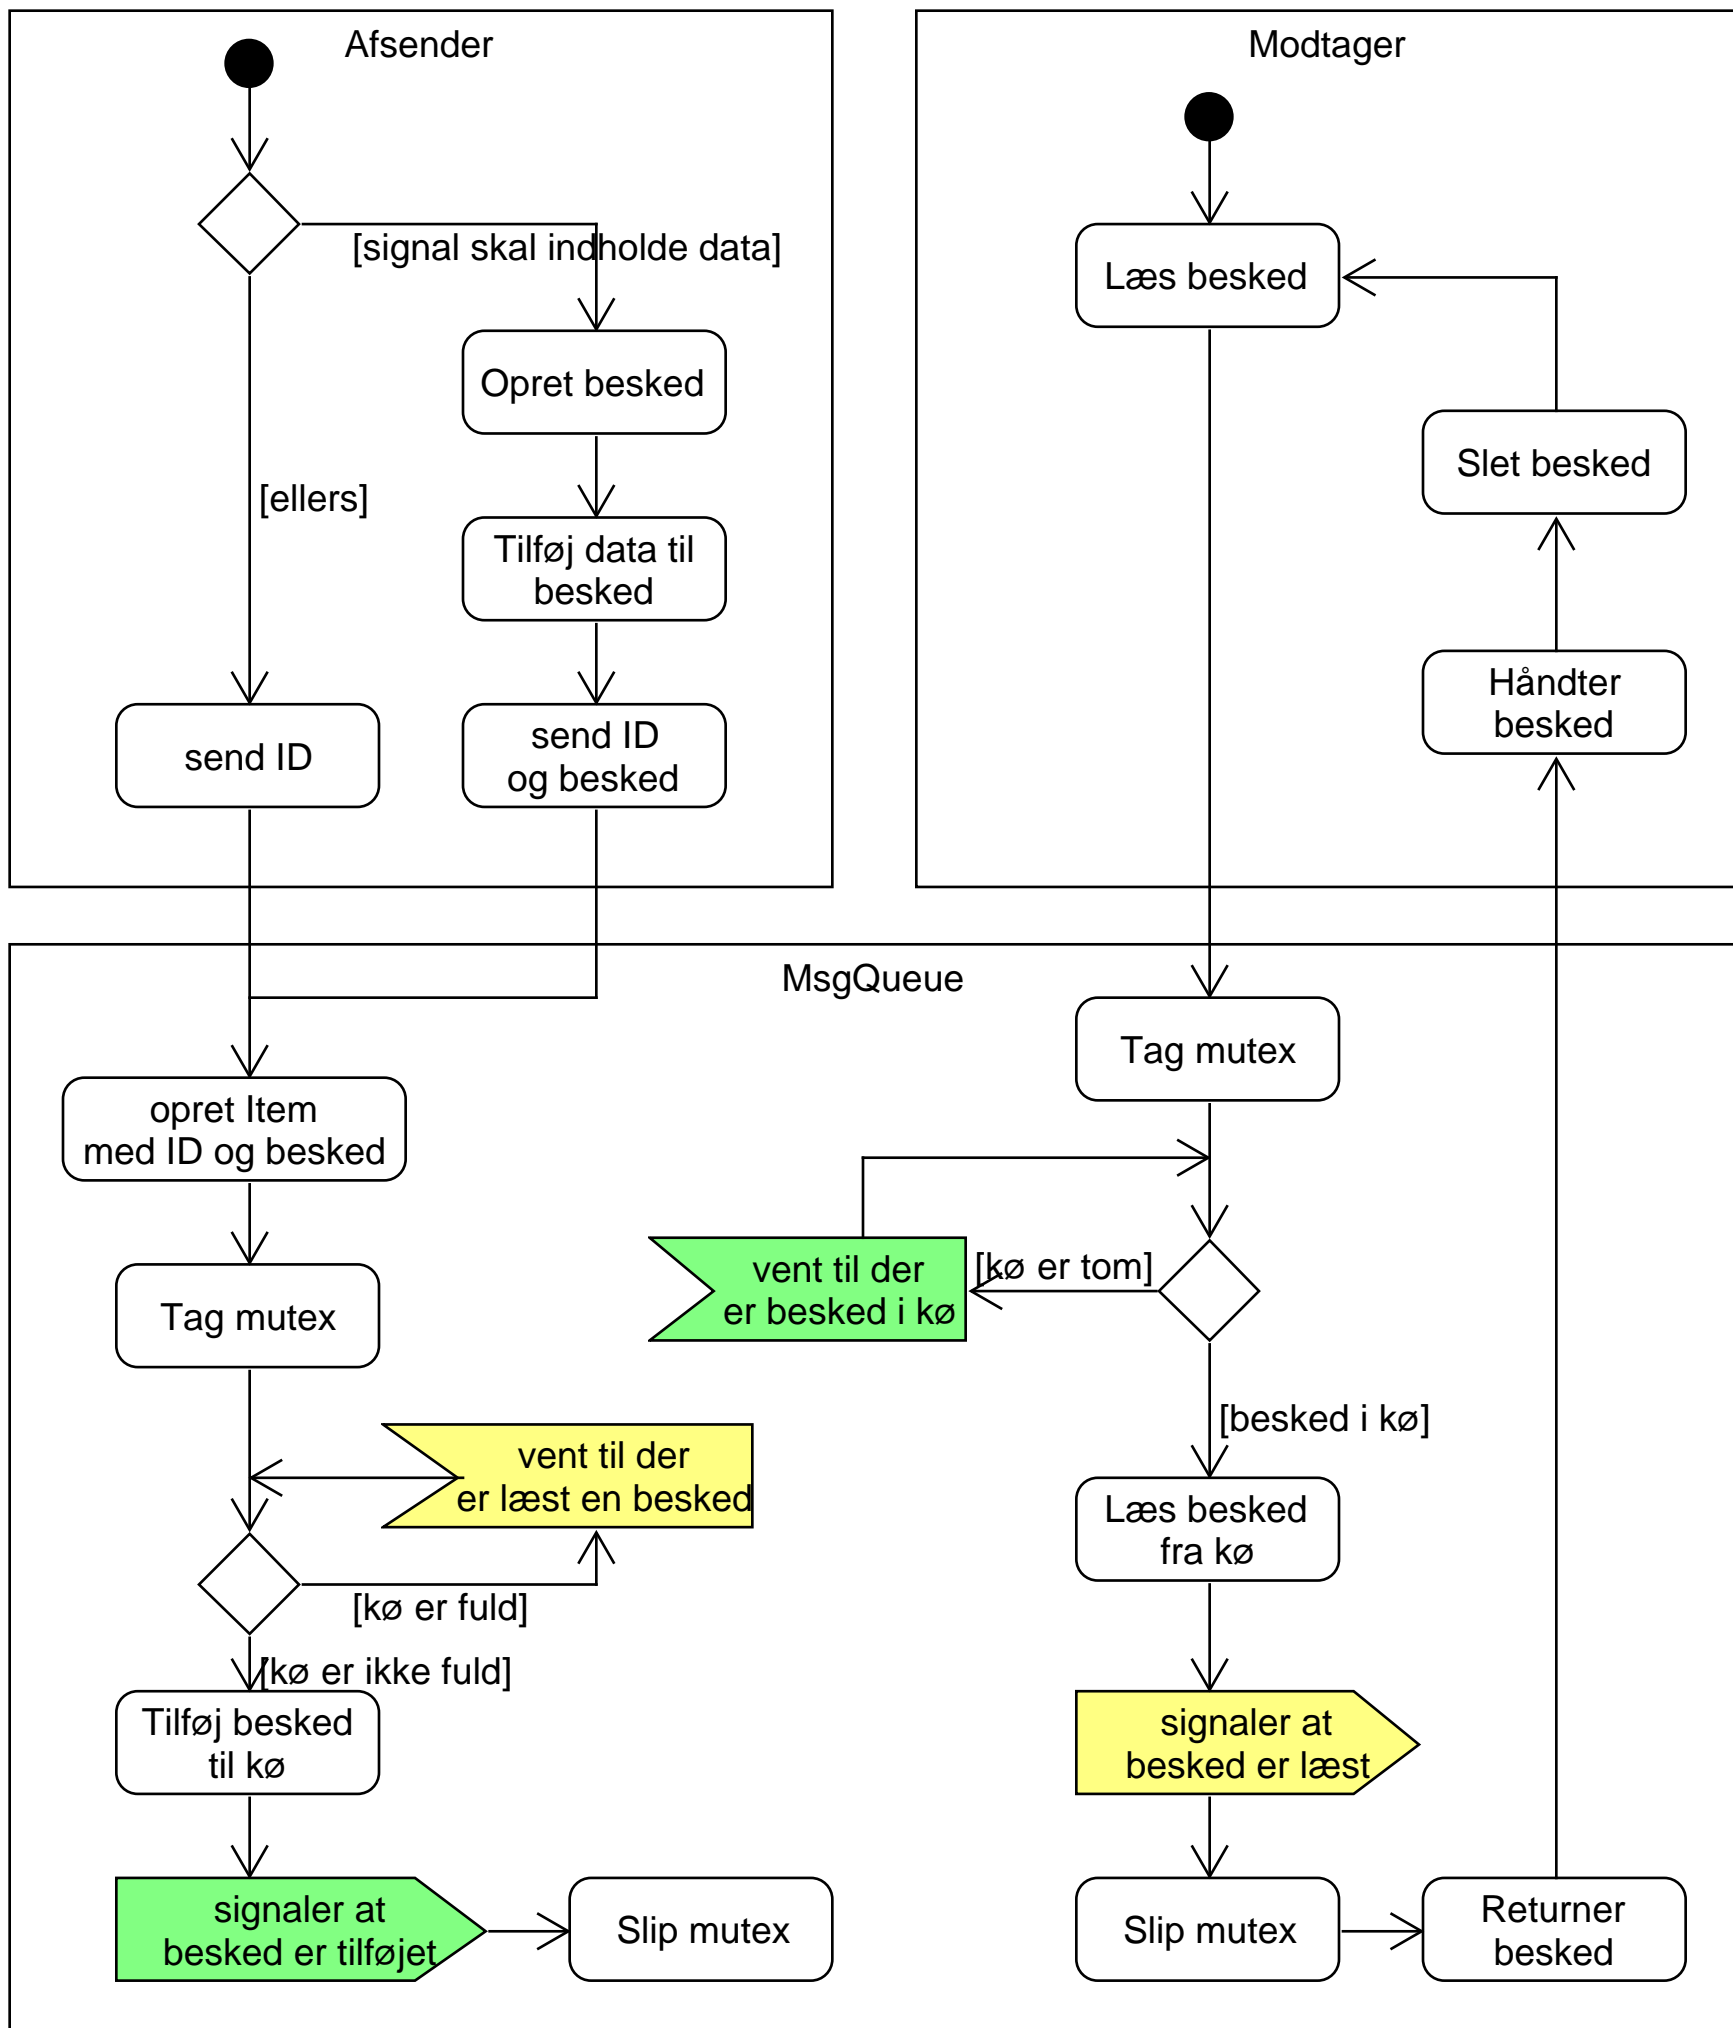 Afsender
[signal skal indholde data]
Opret besked
[ellers]
Tilføj data til
besked
send ID
send ID
og besked
Modtager
Læs besked
Slet besked
Håndter
besked
MsgQueue
opret Item
med ID og besked
Tag mutex
vent til der
er læst en besked
[kø er fuld]
[kø er ikke fuld]
Tilføj besked
til kø
signaler at
besked er tilføjet
Slip mutex
Tag mutex
vent til der
er besked i kø
[kø er tom]
[besked i kø]
Læs besked
fra kø
signaler at
besked er læst
Slip mutex
Returner
besked